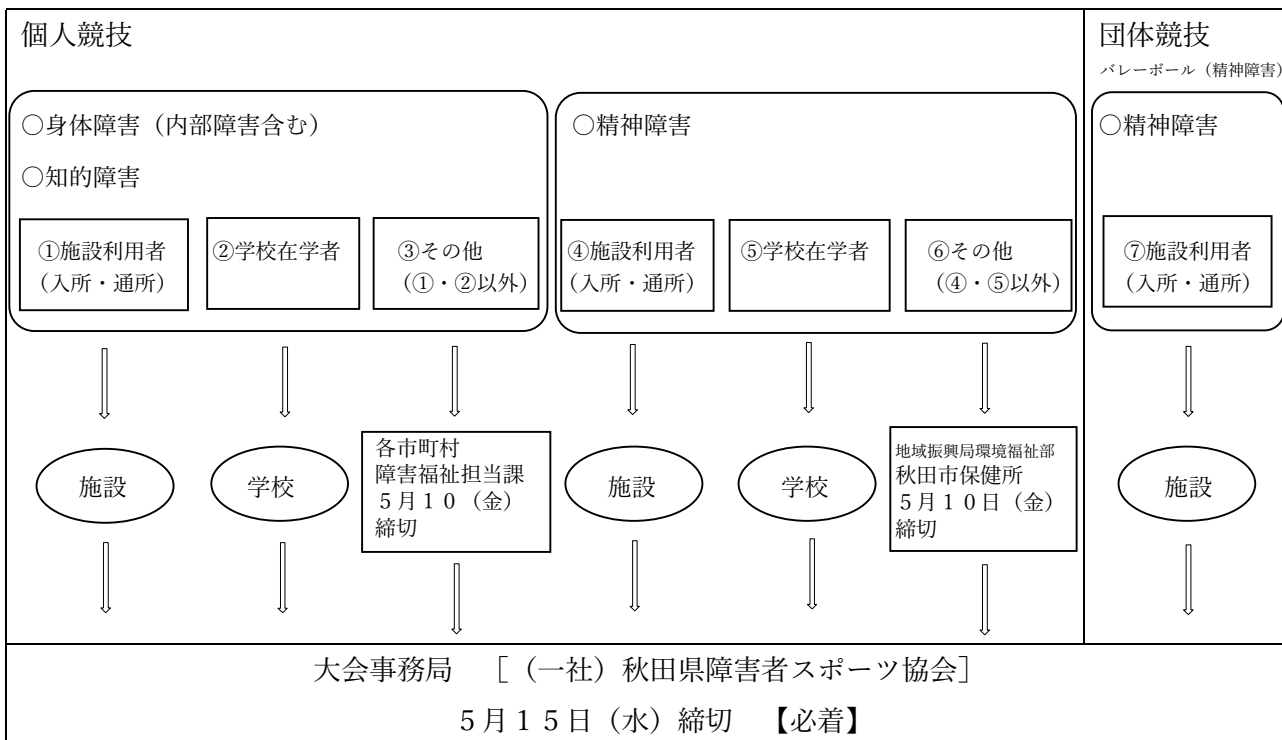 個人競技
団体競技
バレーボール（精神障害）
○身体障害（内部障害含む）
○知的障害
①施設利用者
（入所・通所）
②学校在学者
③その他
（①・②以外）
○精神障害
④施設利用者
（入所・通所）
⑤学校在学者
⑥その他
（④・⑤以外）
○精神障害
⑦施設利用者
（入所・通所）
施設
学校
各市町村
障害福祉担当課
５月１０（金）
締切
施設
学校
地域振興局環境福祉部
秋田市保健所
５月１０日（金）
締切
施設
大会事務局　［（一社）秋田県障害者スポーツ協会］
５月１５日（水）締切　【必着】